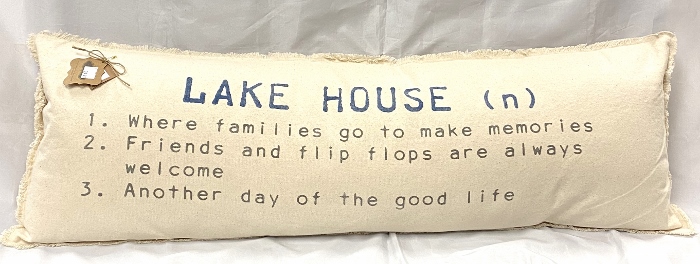 LAKE HOUSE (n)
1. Where families go to make memories
2. Friends and flip flops are always
welcome
3. Another day of the good life